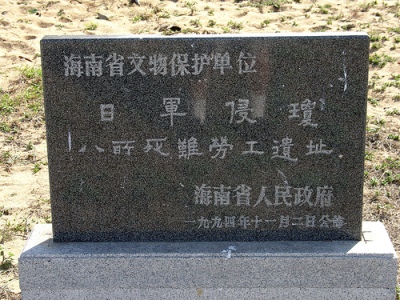 海南省文物保护单位
日軍侵瓊
八所死難勞工遺址
海南省人民政府
一九九四年十一月二日公佈